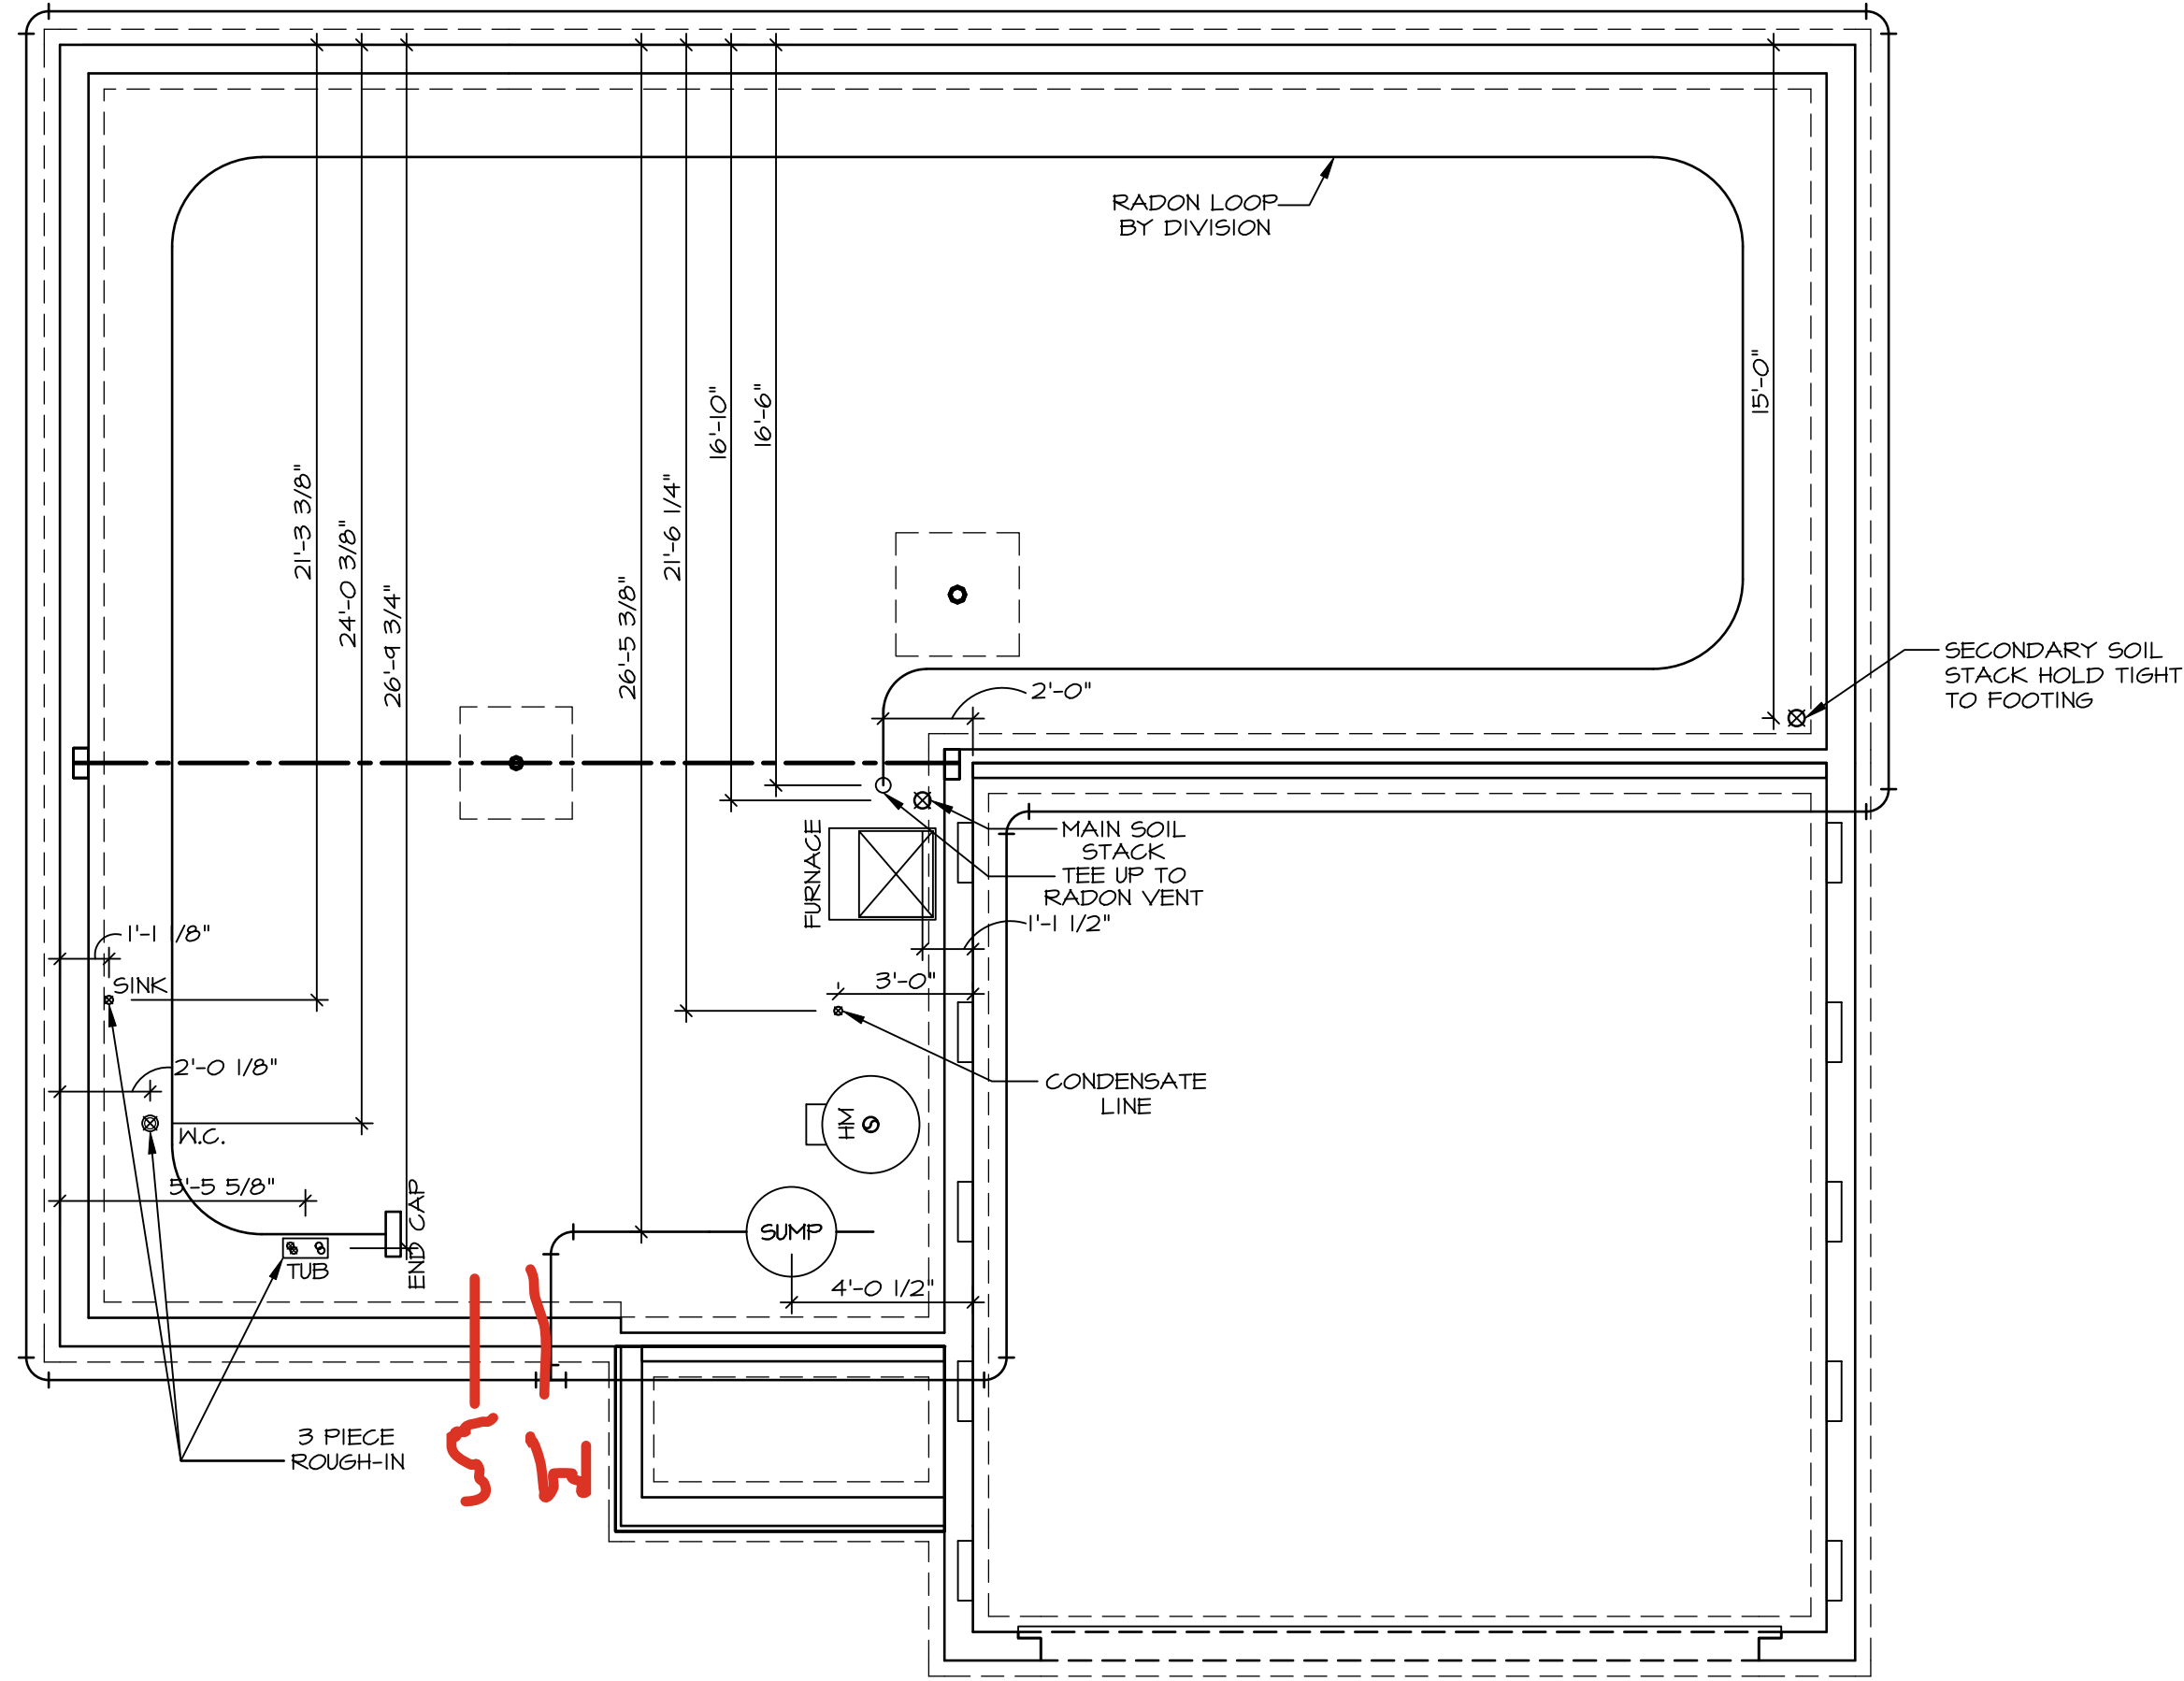 RADON LOOP
BY DIVISION
15'-0"
16'-6"
16'-10"
21'-3 3/8"
21'-6 1/4"
24'-0 3/8"
26'-5 3/8"
26'-9 3/4"
SECONDARY SOIL
STACK HOLD TIGHT
TO FOOTING
2'-0"
MAIN SOIL
STACK
TEE UP TO
RADON VENT
FURNACE
1'-1 1/2"
1'-1 1/8"
SINK
3'-0"
2'-0 1/8"
CONDENSATE
LINE
HM
S
W.C.
5'-5 5/8"
END CAP
SUMP
TUB
4'-0 1/2"
3 PIECE
ROUGH-IN
S W